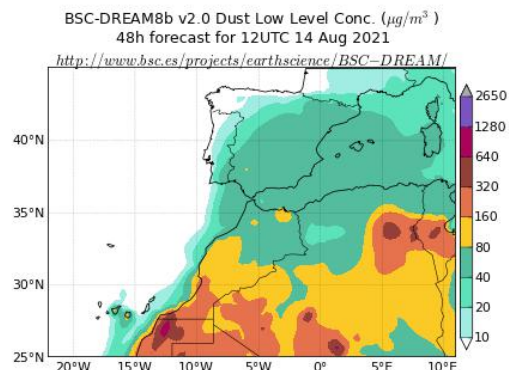 BSC-DREAM8b v2.0 Dust Low Level Conc. (μg/m³ )
48h forecast for 12UTC 14 Aug 2021
http://www.bsc.es/projects/earthscience/BSC−DREAM/
2650
1280
640
320
160
80
40
20
10
40°N
35°N
30°N
25°N
20°W
15°W
10°W
5°W
0°
5°E
10°E